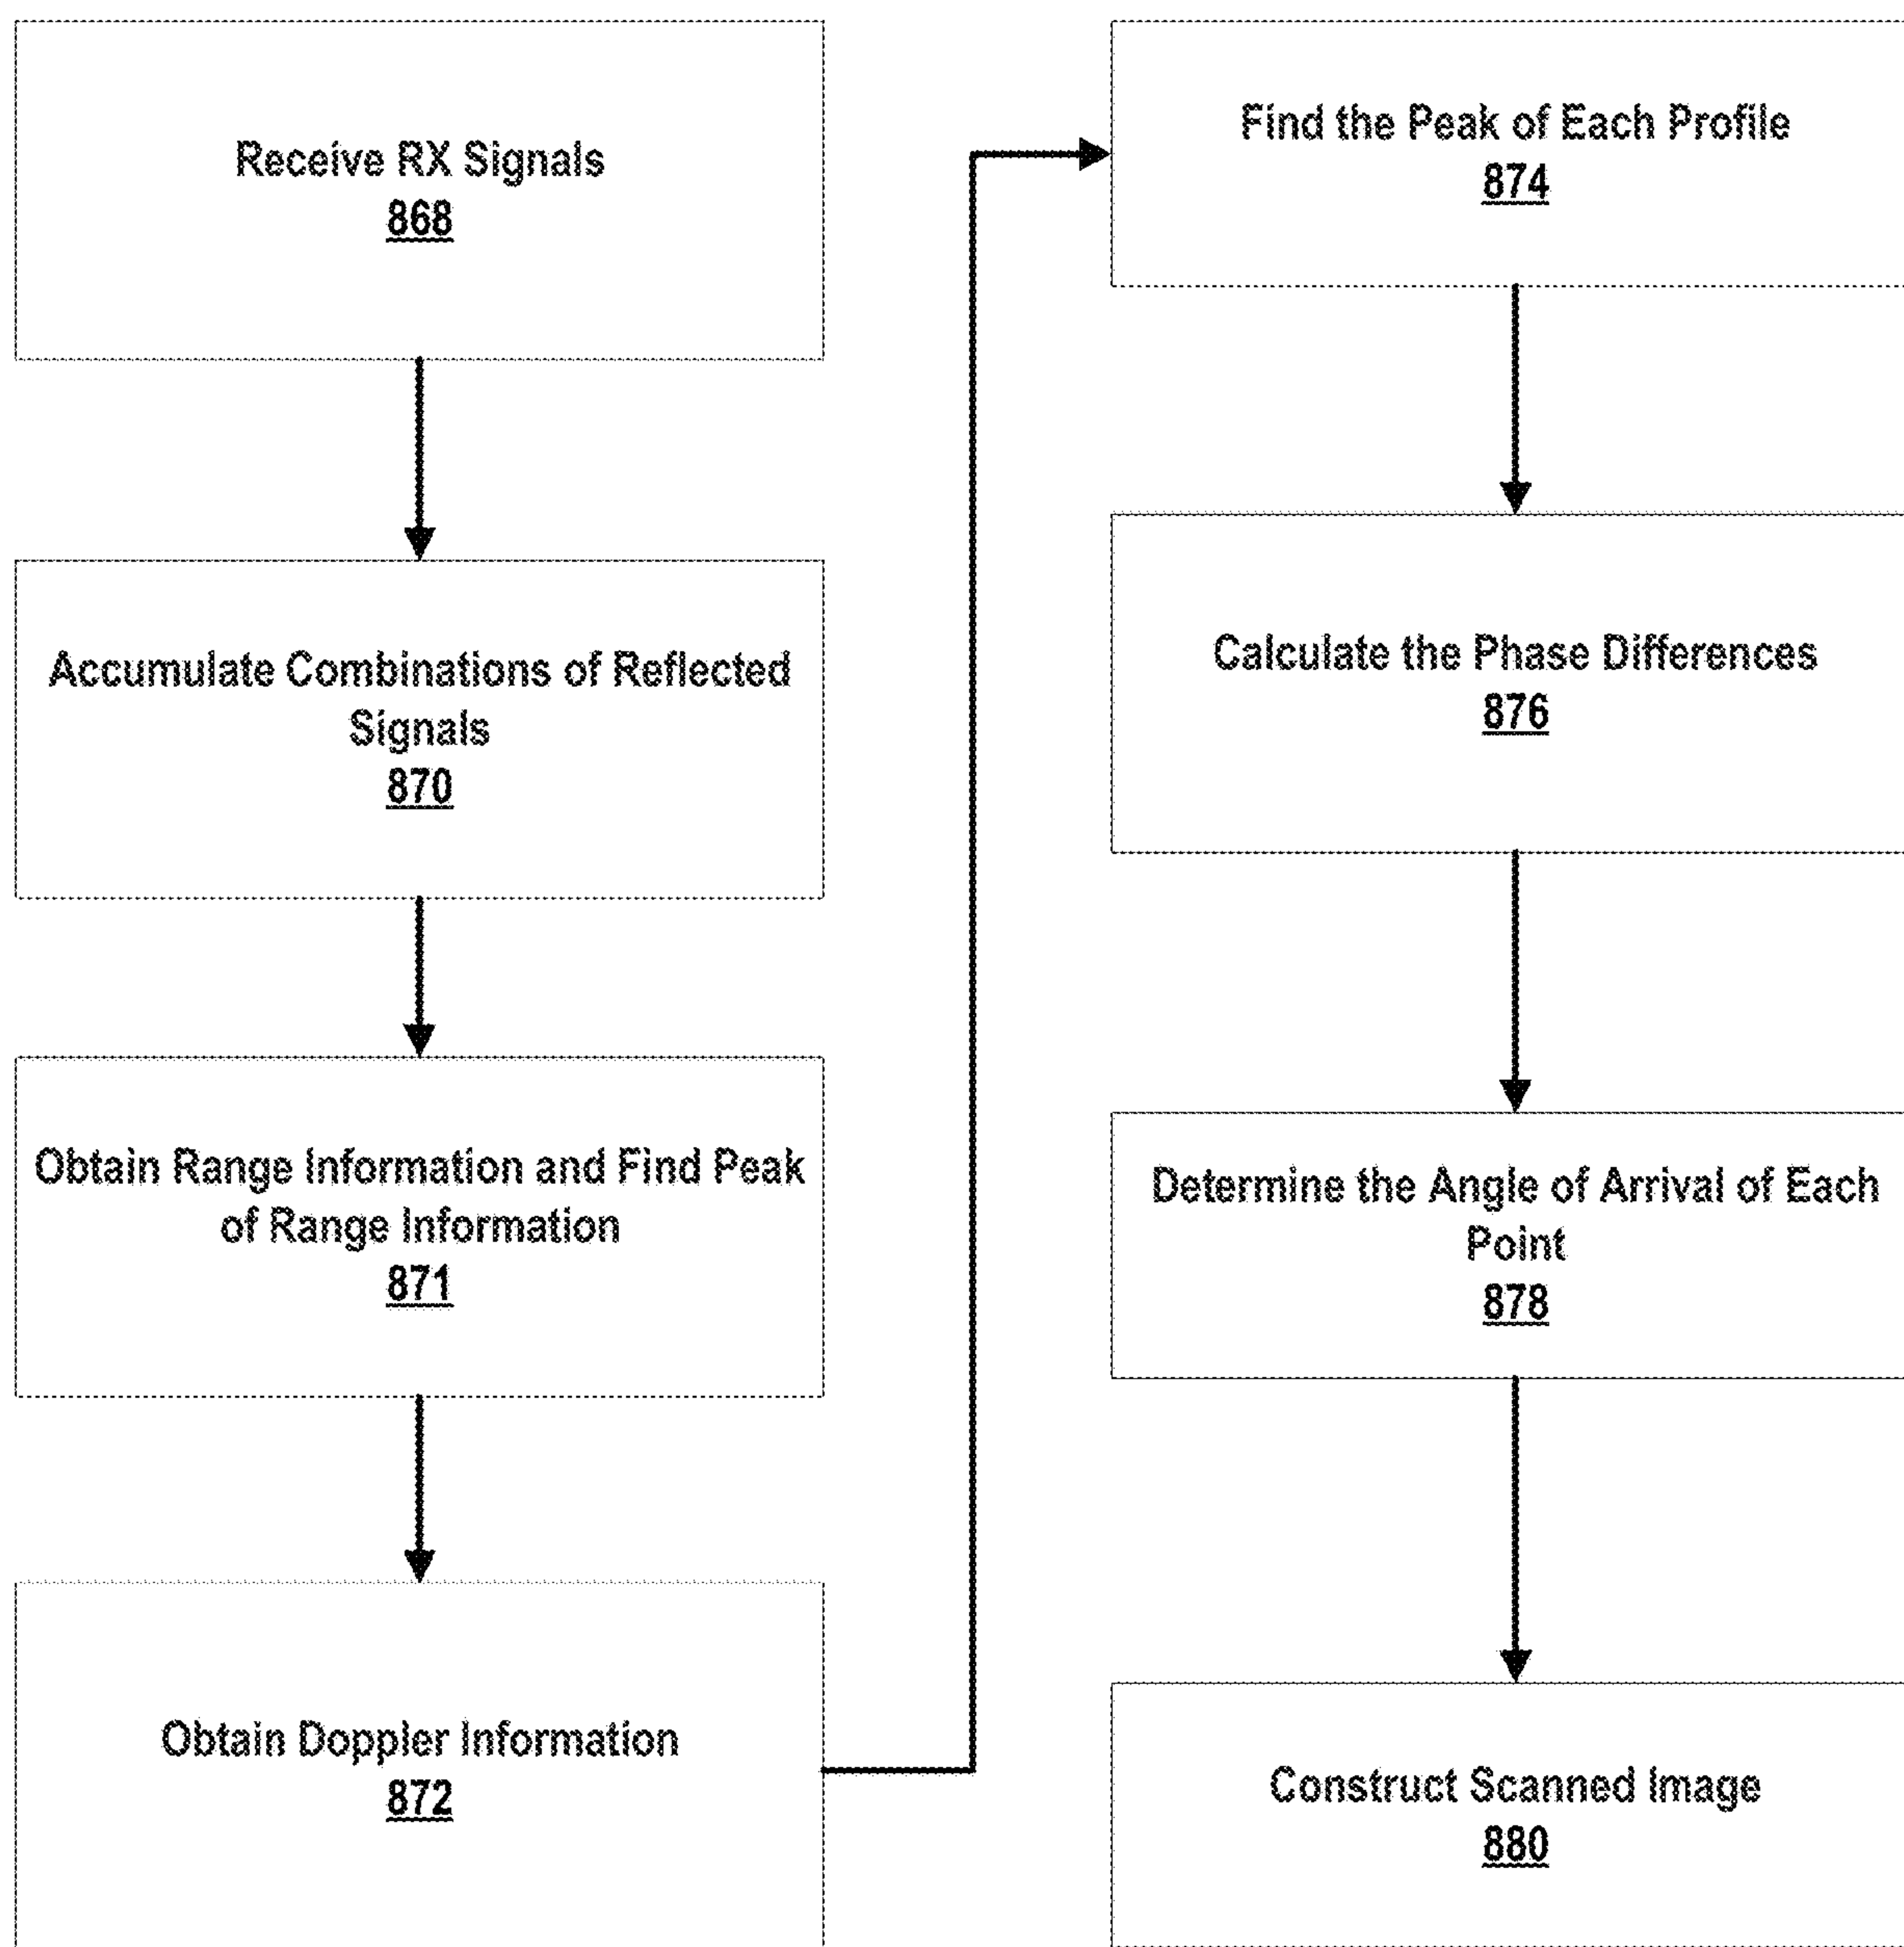 Receive RX Signals
868
Accumulate Combinations of Reflected
Signals
870
Obtain Range Information and Find Peak
of Range Information
871
Obtain Doppler Information
872
Find the Peak of Each Profile
874
Calculate the Phase Differences
876
Determine the Angle of Arrival of Each
Point
878
Construct Scanned Image
880